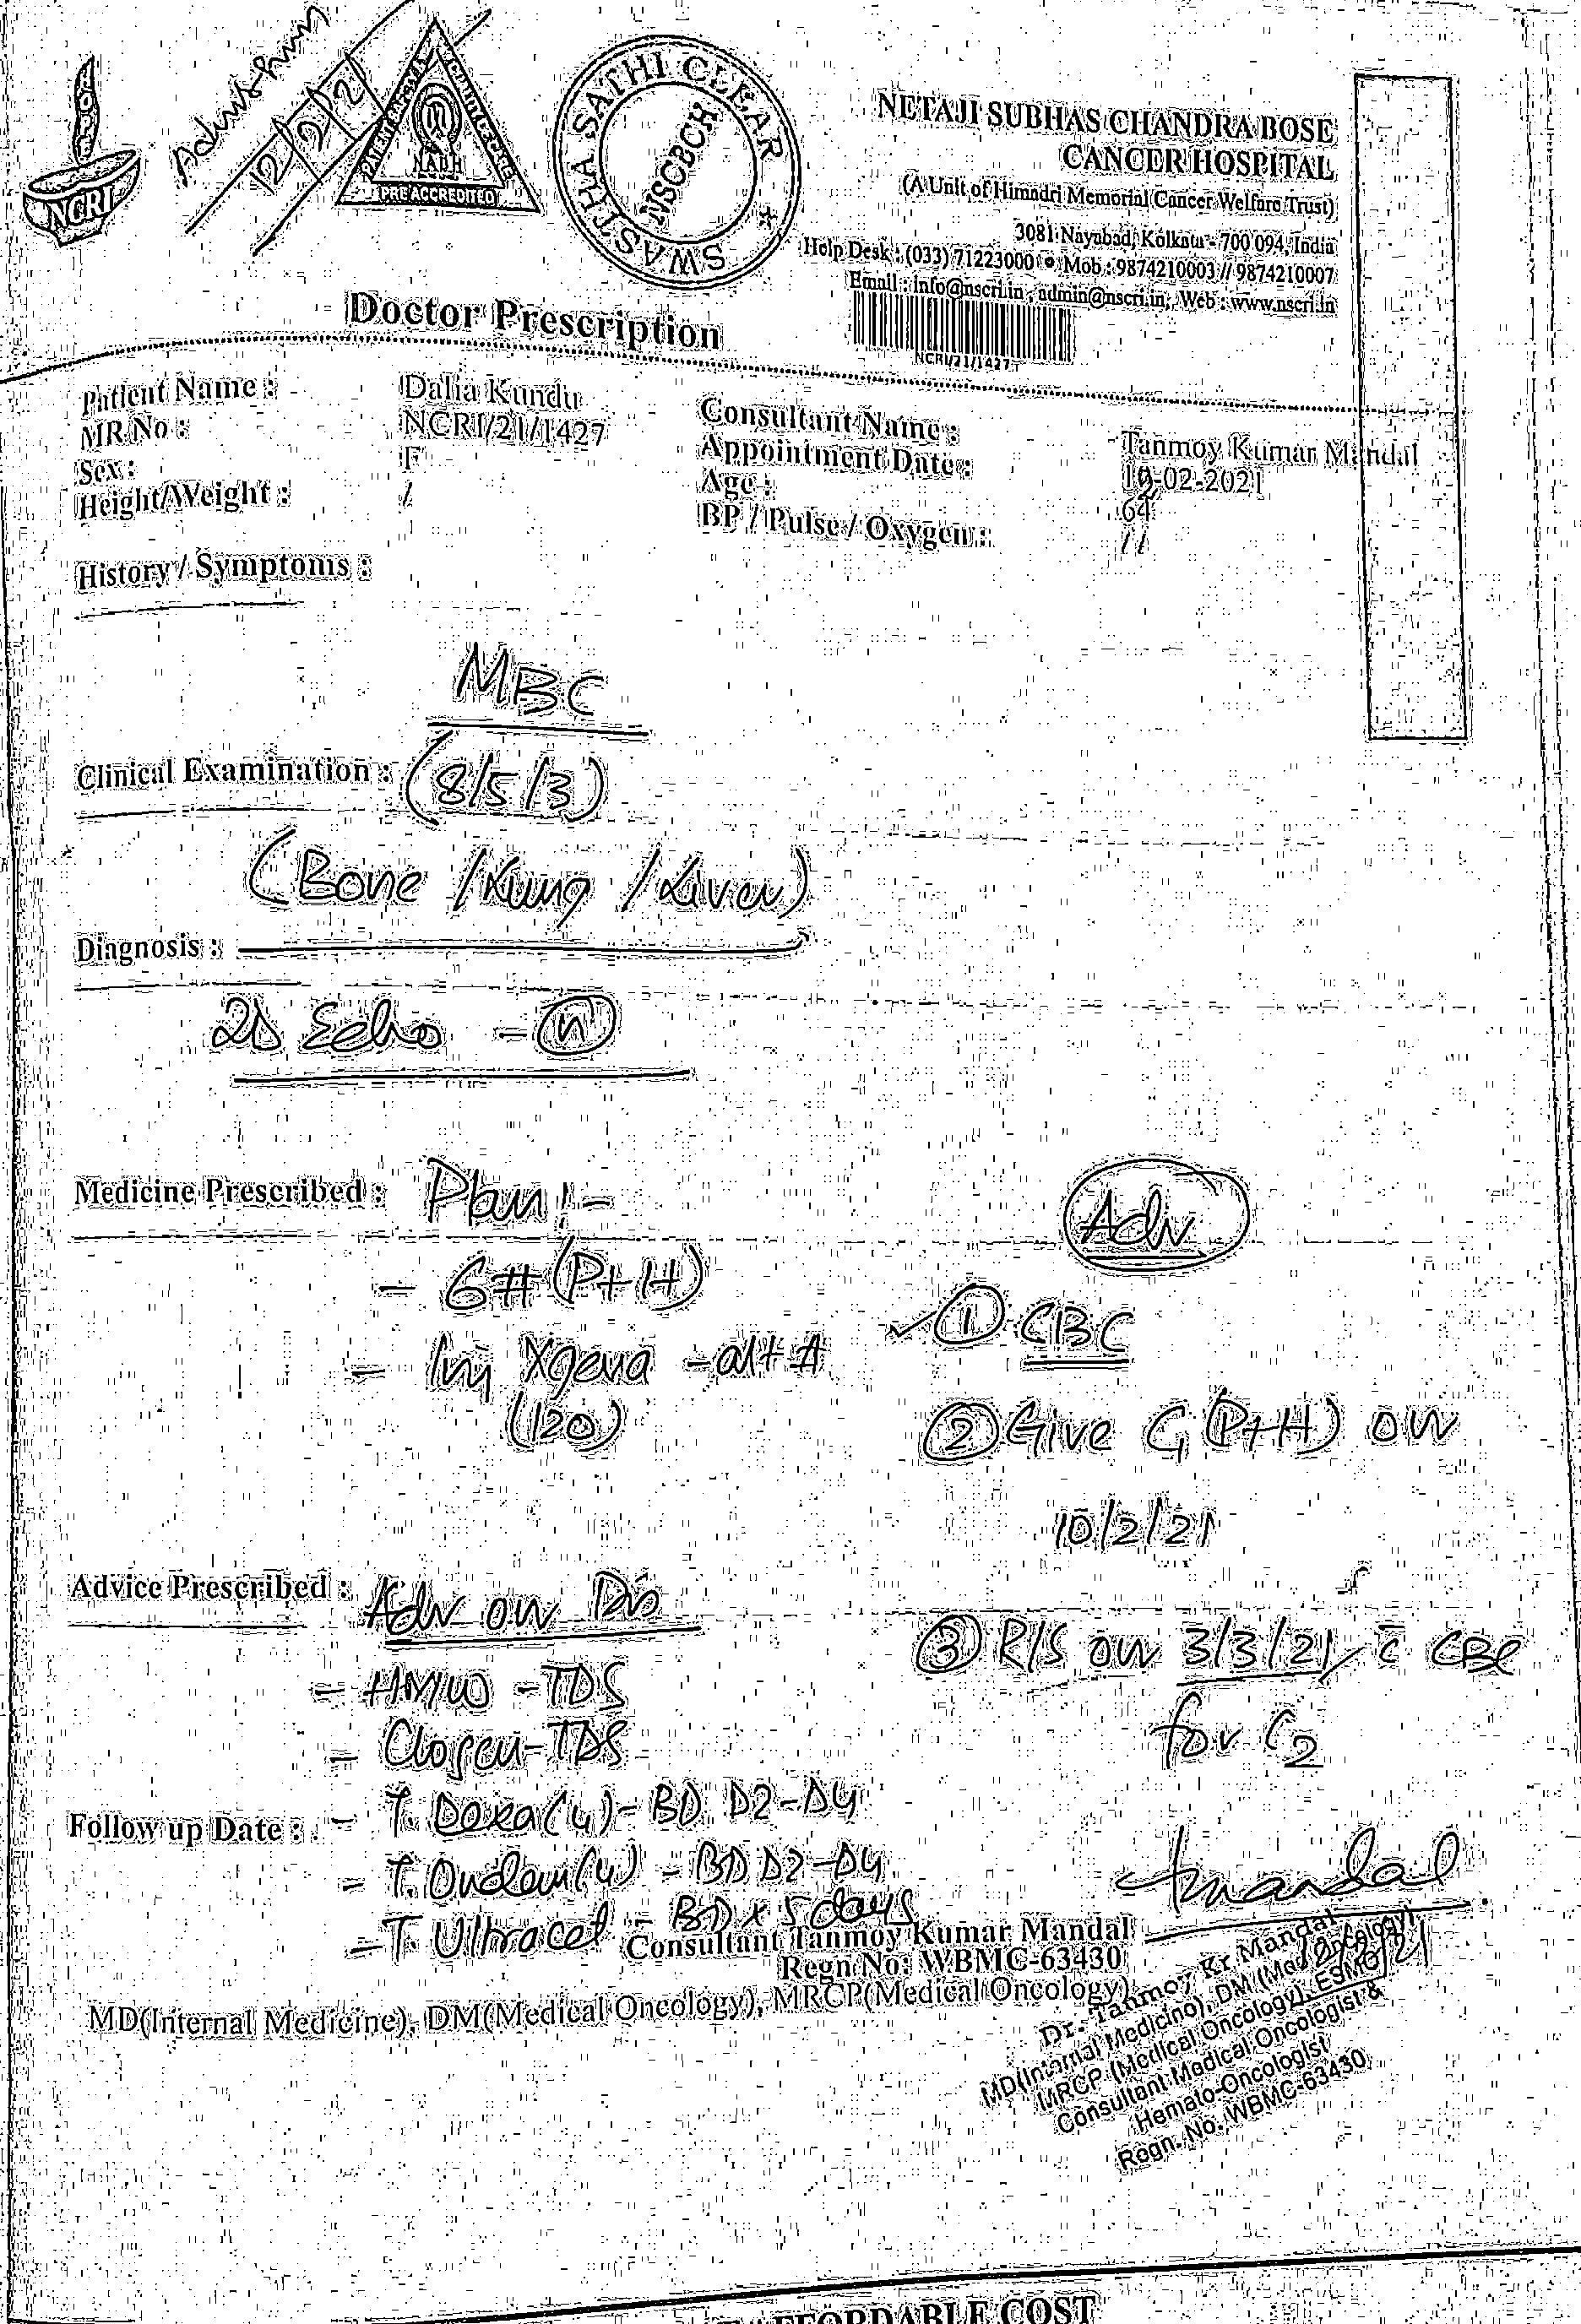 HOPE
NCRI
12/2/21
NABH
PRE ACCREDITED
SWASTHA SATHI CLEAR *
NSCBCH
NETAJI SUBHAS CHANDRA BOSE
CANCER HOSPITAL
(A Unit of Himadri Memorial Cancer Welfare Trust)
3081 Nayabad, Kolkata - 700 094, India
Help Desk : (033) 71223000 • Mob : 9874210003 // 9874210007
Email : info@nscri.in, admin@nscri.in, Web : www.nscri.in
NCRI/21/1427
Doctor Prescription
Patient Name : Dalia Kundu
MR No : NCRI/21/1427
Sex : F
Height/Weight : /
Consultant Name : Tanmoy Kumar Mandal
Appointment Date : 10-02-2021
Age : 64
BP / Pulse / Oxygen : / /
History / Symptoms :
MBC
Clinical Examination : (8/5/3)
(Bone / Lung / Liver)
Diagnosis :
2D Echo - (N)
Medicine Prescribed : Plan :-
- 6# (P+H)
- Inj Xgeva - alt #
(120)
Adv
① CBC
② Give C1 (P+H) on
10/2/21
③ R/S on 3/3/21 c̄ CBC
for C2
Advice Prescribed : Adv on Dis
- HMW - TDS
- Clogen - TDS
Follow up Date : - T. Dexa (4) - BD D2-D4
- T. Ondem (4) - BD D2-D4
- T. Ultracet - BD x 5 days
Tmandal
Consultant Tanmoy Kumar Mandal
Regn No: WBMC-63430
MD(Internal Medicine), DM(Medical Oncology), MRCP(Medical Oncology)
Dr. Tanmoy Kr. Mandal
MD(Internal Medicine), DM (Med Oncology)
MRCP (Medical Oncology), ESMO
Consultant Medical Oncologist &
Hemato-Oncologist
Regn. No. WBMC-63430
AFFORDABLE COST